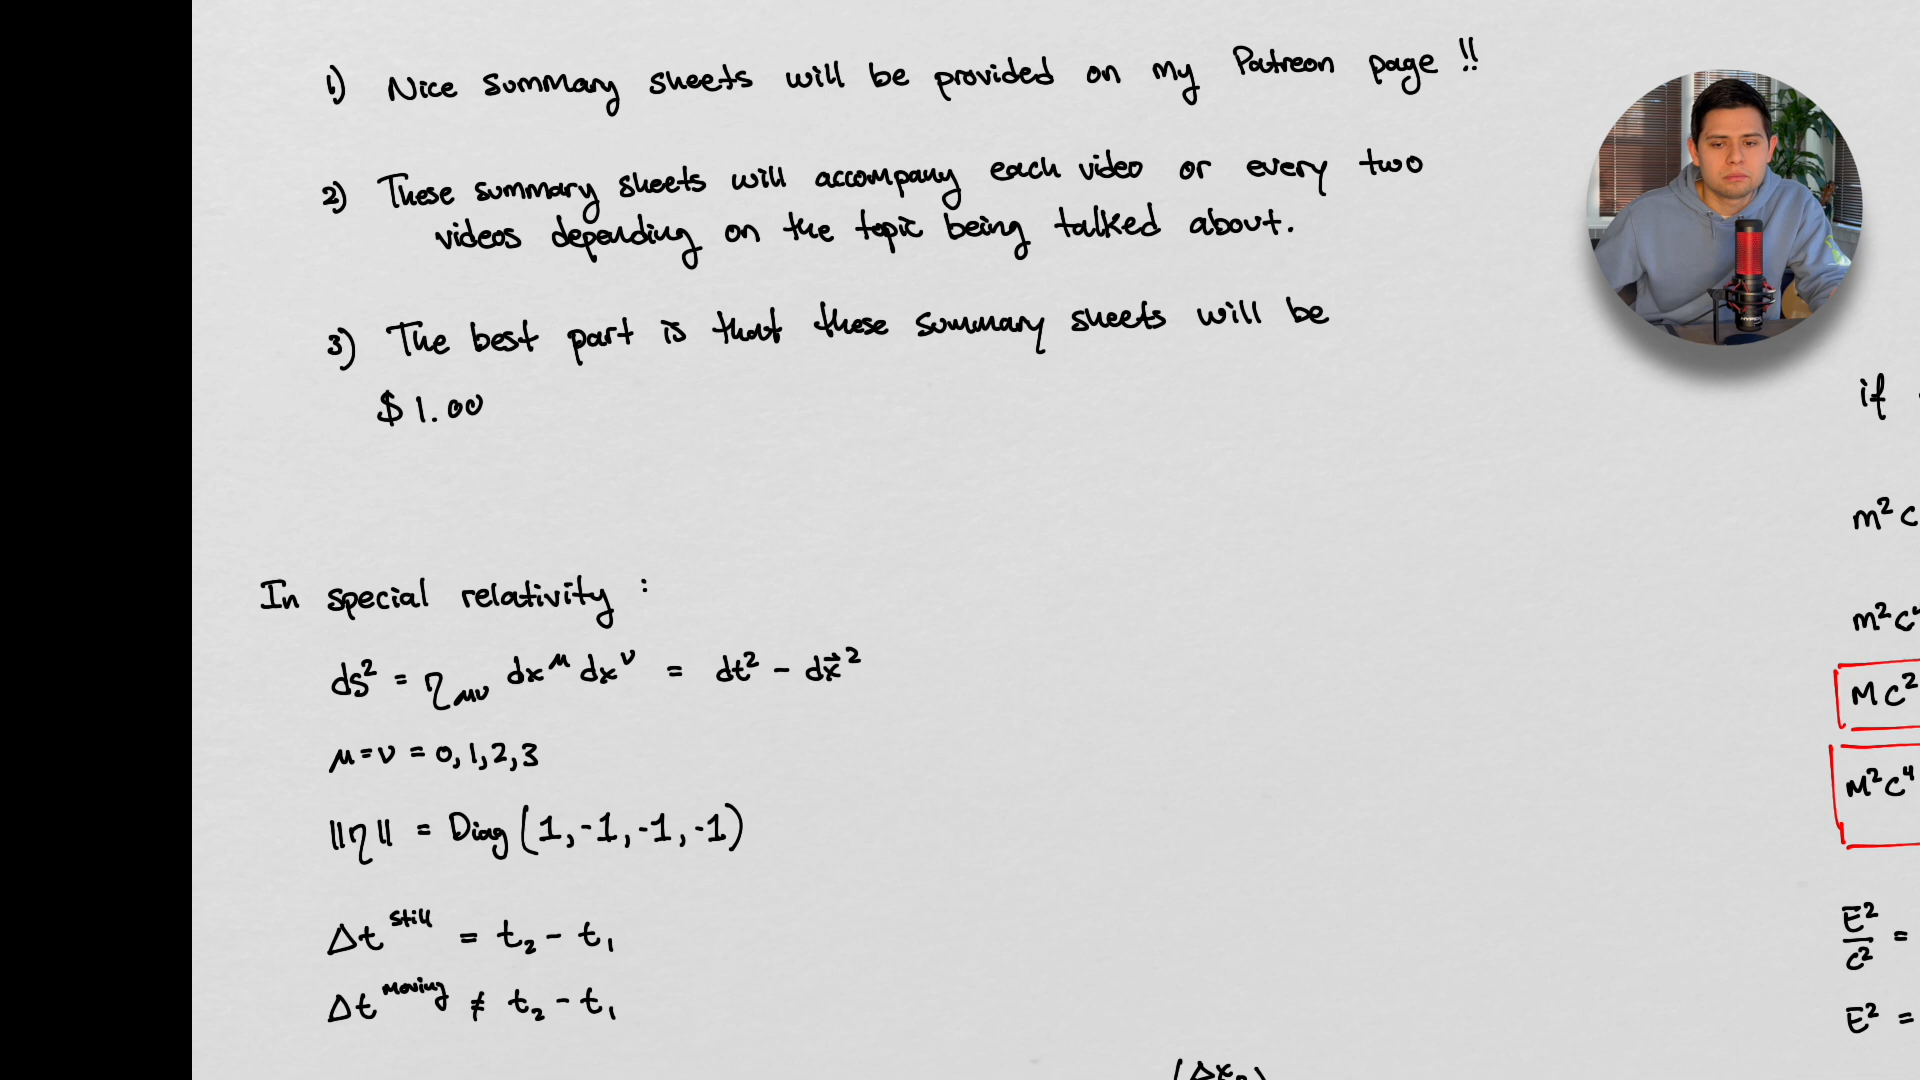 1) Nice summary sheets will be provided on my Patreon page !!
2) These summary sheets will accompany each video or every two
videos depending on the topic being talked about.
3) The best part is that these summary sheets will be
$ 1.00
if
m² c
m² c⁴
In special relativity :
ds² = η_μν dx^μ dx^ν = dt² - dx⃗²
Mc²
μ = ν = 0,1,2,3
M²c⁴
||η|| = Diag (1, -1, -1, -1)
Δt^still = t₂ - t₁
E²/c² =
Δt^moving ≠ t₂ - t₁
E² =